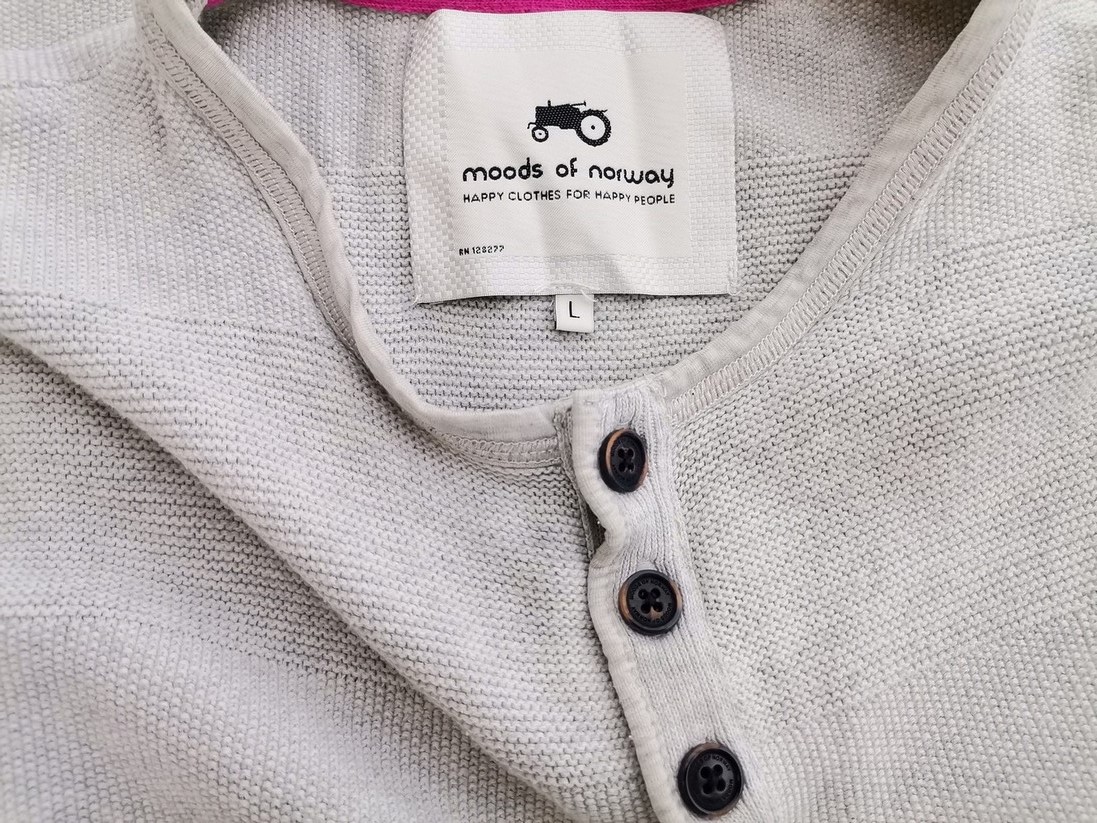 moods of norway
HAPPY CLOTHES FOR HAPPY PEOPLE
RN 128277
L